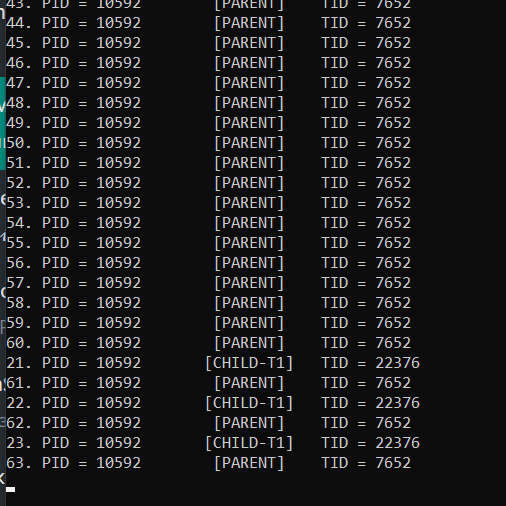 43. PID = 10592 [PARENT] TID = 7652
44. PID = 10592 [PARENT] TID = 7652
45. PID = 10592 [PARENT] TID = 7652
46. PID = 10592 [PARENT] TID = 7652
47. PID = 10592 [PARENT] TID = 7652
48. PID = 10592 [PARENT] TID = 7652
49. PID = 10592 [PARENT] TID = 7652
50. PID = 10592 [PARENT] TID = 7652
51. PID = 10592 [PARENT] TID = 7652
52. PID = 10592 [PARENT] TID = 7652
53. PID = 10592 [PARENT] TID = 7652
54. PID = 10592 [PARENT] TID = 7652
55. PID = 10592 [PARENT] TID = 7652
56. PID = 10592 [PARENT] TID = 7652
57. PID = 10592 [PARENT] TID = 7652
58. PID = 10592 [PARENT] TID = 7652
59. PID = 10592 [PARENT] TID = 7652
60. PID = 10592 [PARENT] TID = 7652
21. PID = 10592 [CHILD-T1] TID = 22376
61. PID = 10592 [PARENT] TID = 7652
22. PID = 10592 [CHILD-T1] TID = 22376
62. PID = 10592 [PARENT] TID = 7652
23. PID = 10592 [CHILD-T1] TID = 22376
63. PID = 10592 [PARENT] TID = 7652